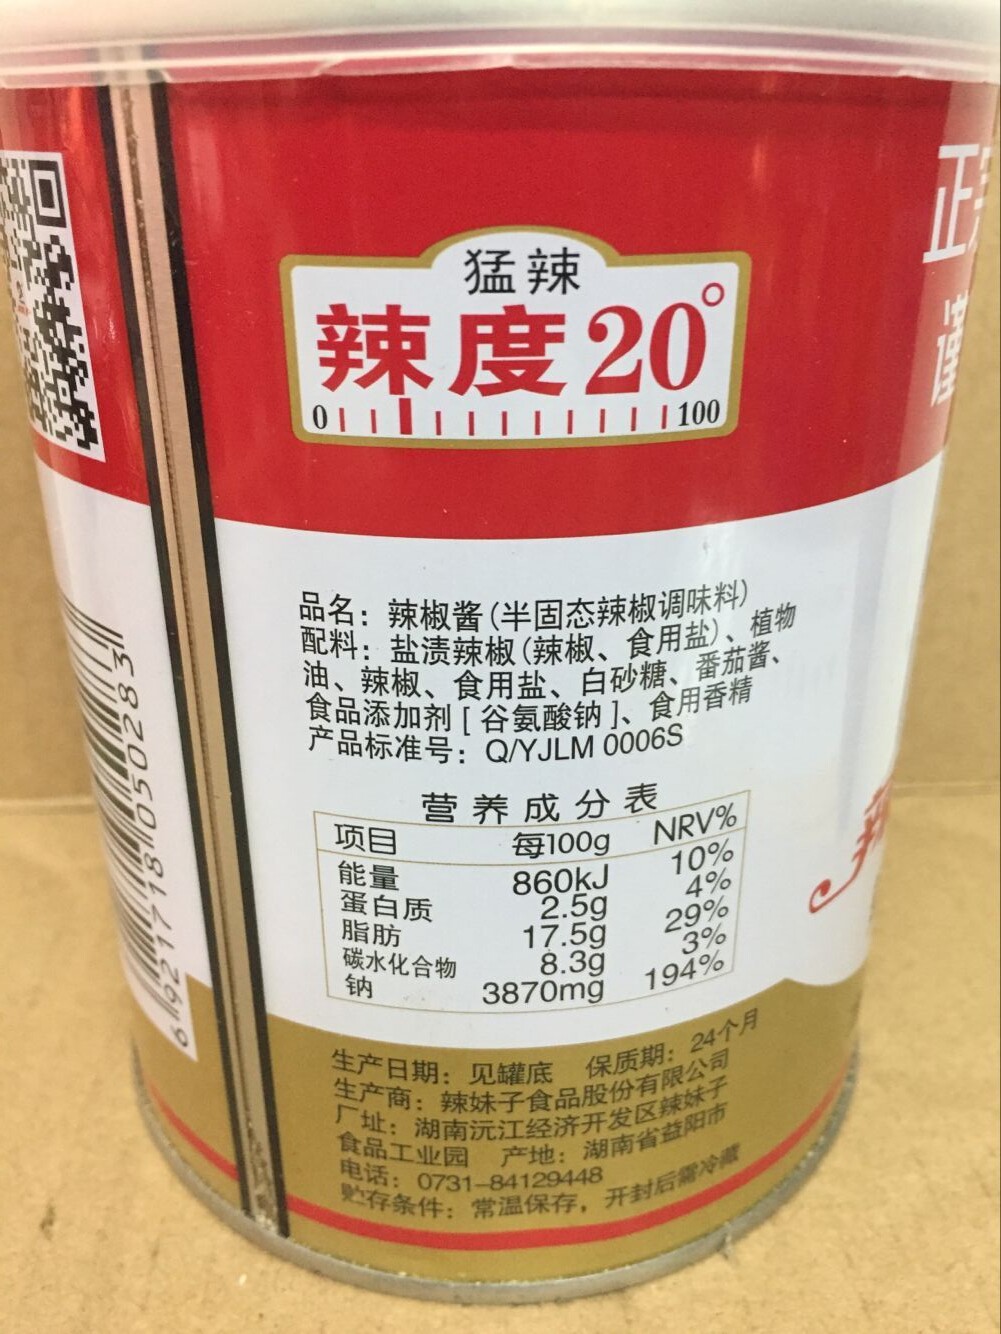 猛辣
辣度20°
0 100
正宗
谨
品名：辣椒酱(半固态辣椒调味料)
配料：盐渍辣椒(辣椒、食用盐)、植物
油、辣椒、食用盐、白砂糖、番茄酱、
食品添加剂[谷氨酸钠]、食用香精
产品标准号：Q/YJLM 0006S
营养成分表
项目 每100g NRV%
能量 860kJ 10%
蛋白质 2.5g 4%
脂肪 17.5g 29%
碳水化合物 8.3g 3%
钠 3870mg 194%
生产日期：见罐底 保质期：24个月
生产商：辣妹子食品股份有限公司
厂址：湖南沅江经济开发区辣妹子
食品工业园 产地：湖南省益阳市
电话：0731-84129448
贮存条件：常温保存，开封后需冷藏
6921718050283